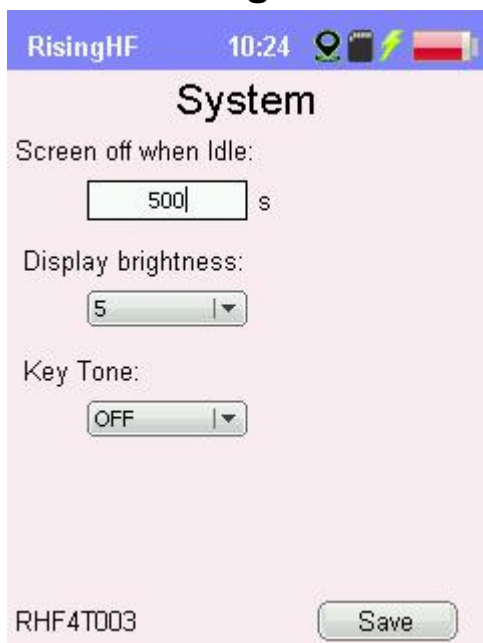 RisingHF 10:24
System
Screen off when Idle:
500 s
Display brightness:
5
Key Tone:
OFF
RHF4T003 Save